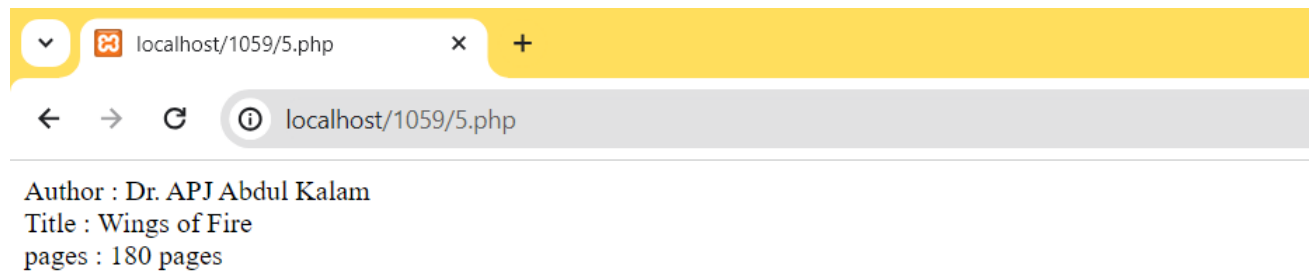 localhost/1059/5.php
localhost/1059/5.php
Author : Dr. APJ Abdul Kalam
Title : Wings of Fire
pages : 180 pages